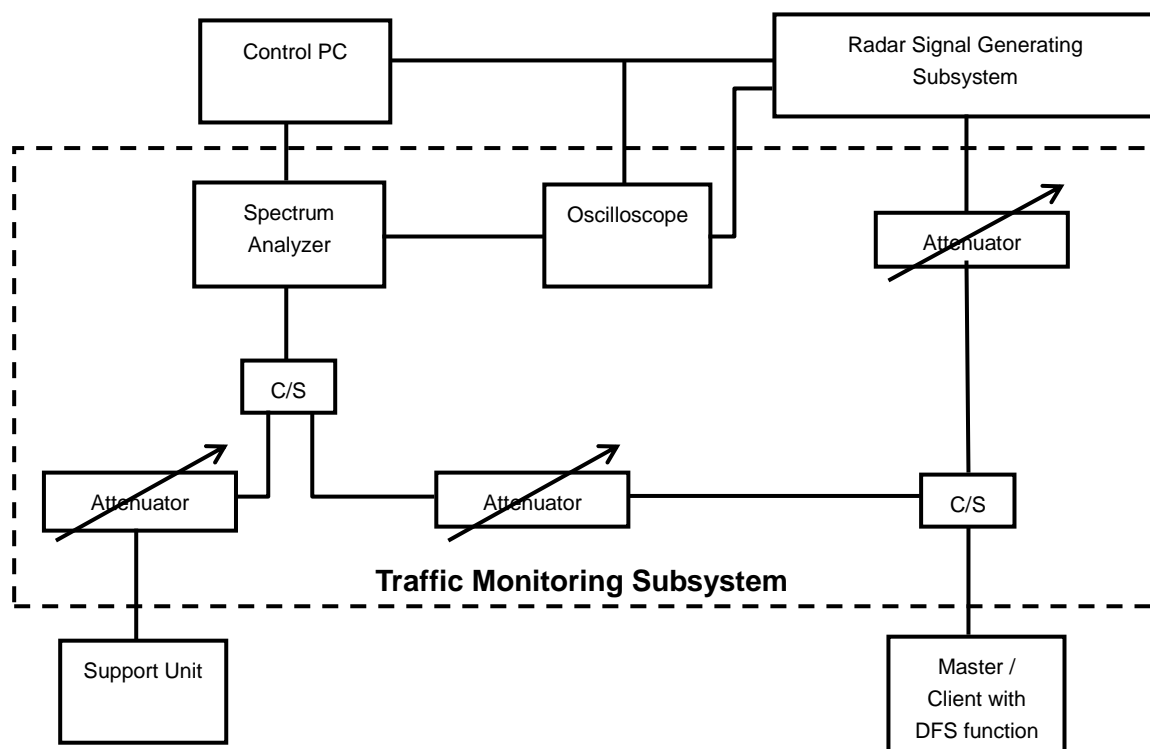 Control PC
Radar Signal Generating
Subsystem
Spectrum
Analyzer
Oscilloscope
Attenuator
C/S
Attenuator
Attenuator
C/S
Traffic Monitoring Subsystem
Support Unit
Master /
Client with
DFS function